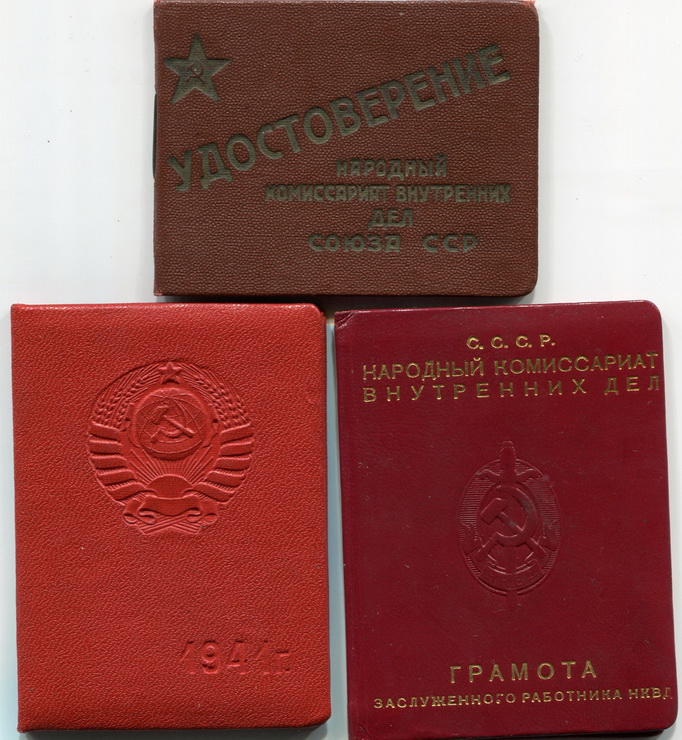 УДОСТОВЕРЕНИЕ
НАРОДНЫЙ
КОМИССАРИАТ ВНУТРЕННИХ
ДЕЛ
СОЮЗА ССР
1941г.
С. С. С. Р.
НАРОДНЫЙ КОМИССАРИАТ
ВНУТРЕННИХ ДЕЛ
ГРАМОТА
ЗАСЛУЖЕННОГО РАБОТНИКА НКВД